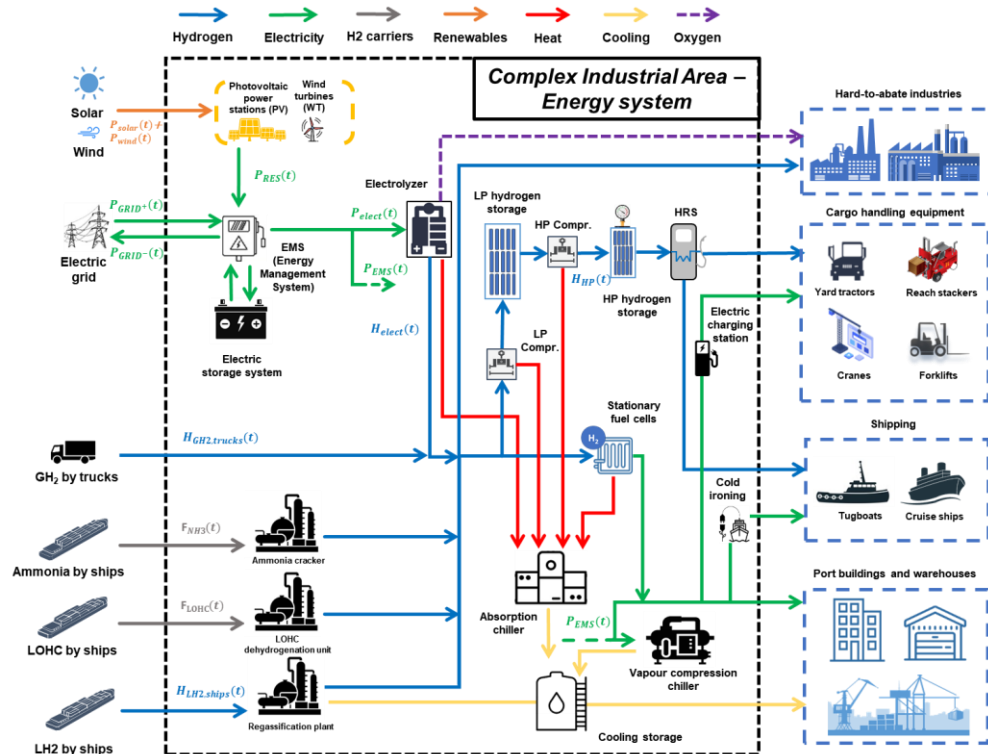 Hydrogen
Electricity
H2 carriers
Renewables
Heat
Cooling
Oxygen
Complex Industrial Area –
Energy system
Solar
Wind
P_solar(t) +
P_wind(t)
Photovoltaic
power
stations (PV)
Wind
turbines
(WT)
P_RES(t)
P_GRID+(t)
P_GRID-(t)
Electric
grid
EMS
(Energy
Management
System)
P_elect(t)
P_EMS(t)
Electrolyzer
H_elect(t)
Electric
storage system
LP hydrogen
storage
HP Compr.
H_HP(t)
HP hydrogen
storage
HRS
LP
Compr.
Electric
charging
station
Hard-to-abate industries
Cargo handling equipment
Yard tractors
Reach stackers
Cranes
Forklifts
GH₂ by trucks
H_GH2,trucks(t)
Stationary
fuel cells
H₂
Cold
ironing
Shipping
Tugboats
Cruise ships
Ammonia by ships
F_NH3(t)
Ammonia cracker
LOHC by ships
F_LOHC(t)
LOHC
dehydrogenation unit
LH2 by ships
H_LH2,ships(t)
Regassification plant
Absorption
chiller
P_EMS(t)
Vapour compression
chiller
Cooling storage
Port buildings and warehouses